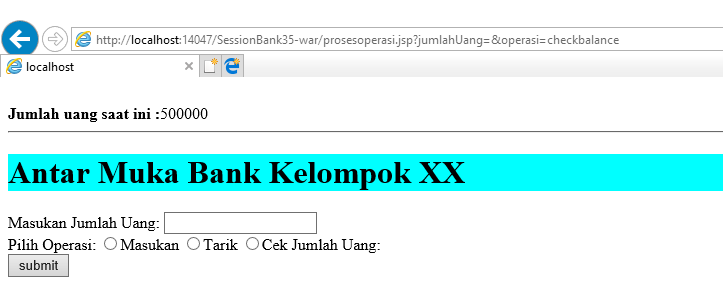 http://localhost:14047/SessionBank35-war/prosesoperasi.jsp?jumlahUang=&operasi=checkbalance
localhost
Jumlah uang saat ini :500000
Antar Muka Bank Kelompok XX
Masukan Jumlah Uang:
Pilih Operasi: Masukan Tarik Cek Jumlah Uang:
submit